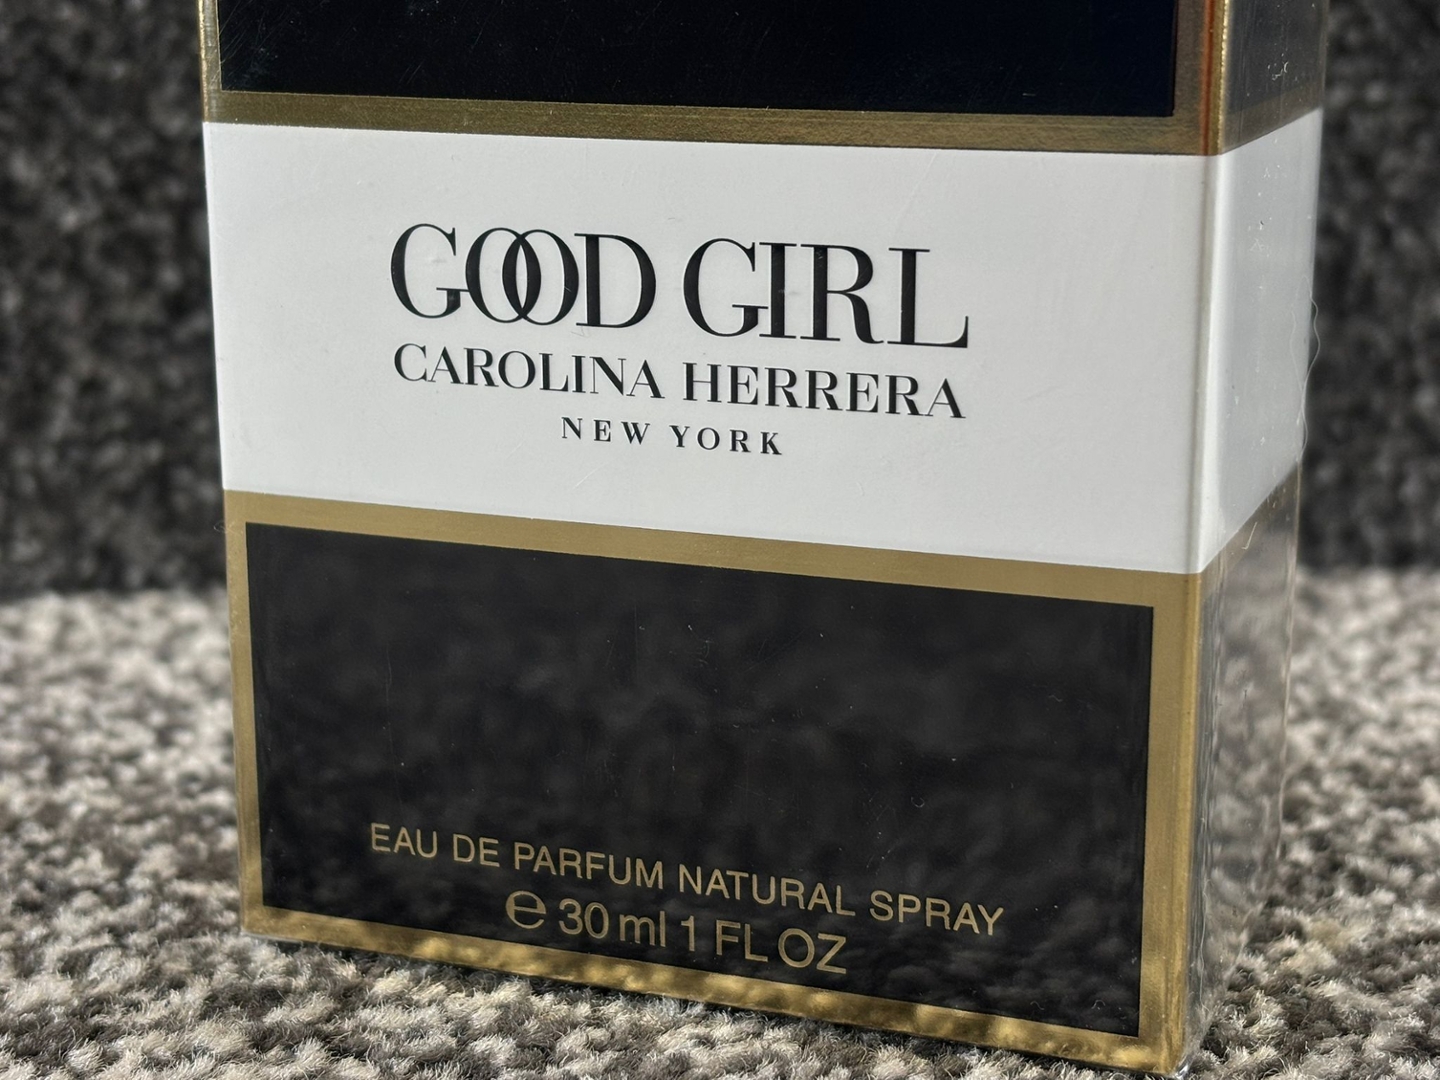 GOOD GIRL
CAROLINA HERRERA
NEW YORK
EAU DE PARFUM NATURAL SPRAY
℮ 30 ml 1 FL OZ